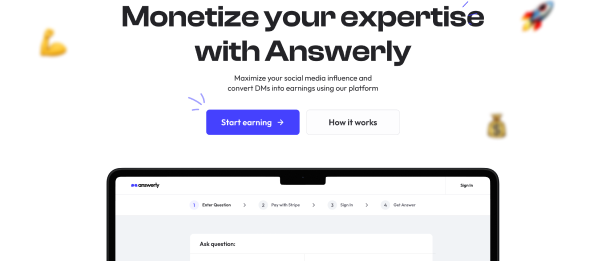 Monetize your expertise
with Answerly
Maximize your social media influence and
convert DMs into earnings using our platform
Start earning →
How it works
answerly
Sign In
1 Enter Question > 2 Pay with Stripe > 3 Sign In > 4 Get Answer
Ask question: